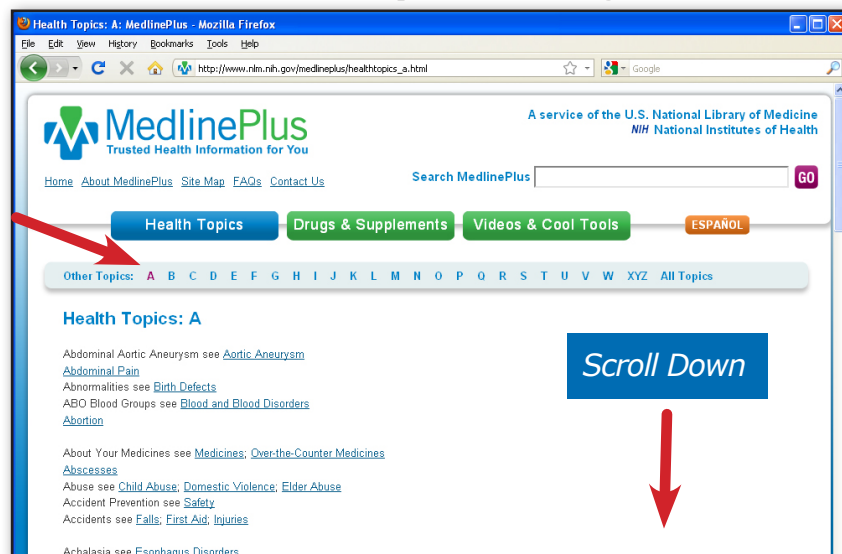 Health Topics: A: MedlinePlus - Mozilla Firefox
File Edit View History Bookmarks Tools Help
http://www.nlm.nih.gov/medlineplus/healthtopics_a.html
Google
MedlinePlus
Trusted Health Information for You
A service of the U.S. National Library of Medicine
NIH National Institutes of Health
Home About MedlinePlus Site Map FAQs Contact Us
Search MedlinePlus GO
Health Topics Drugs & Supplements Videos & Cool Tools ESPAÑOL
Other Topics: A B C D E F G H I J K L M N O P Q R S T U V W XYZ All Topics
Health Topics: A
Abdominal Aortic Aneurysm see Aortic Aneurysm
Abdominal Pain
Abnormalities see Birth Defects
ABO Blood Groups see Blood and Blood Disorders
Abortion
Scroll Down
About Your Medicines see Medicines; Over-the-Counter Medicines
Abscesses
Abuse see Child Abuse; Domestic Violence; Elder Abuse
Accident Prevention see Safety
Accidents see Falls; First Aid; Injuries
Achalasia see Esophagus Disorders